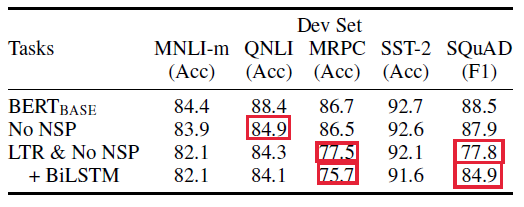 Dev Set
Tasks MNLI-m QNLI MRPC SST-2 SQuAD
(Acc) (Acc) (Acc) (Acc) (F1)
BERTBASE 84.4 88.4 86.7 92.7 88.5
No NSP 83.9 84.9 86.5 92.6 87.9
LTR & No NSP 82.1 84.3 77.5 92.1 77.8
+ BiLSTM 82.1 84.1 75.7 91.6 84.9